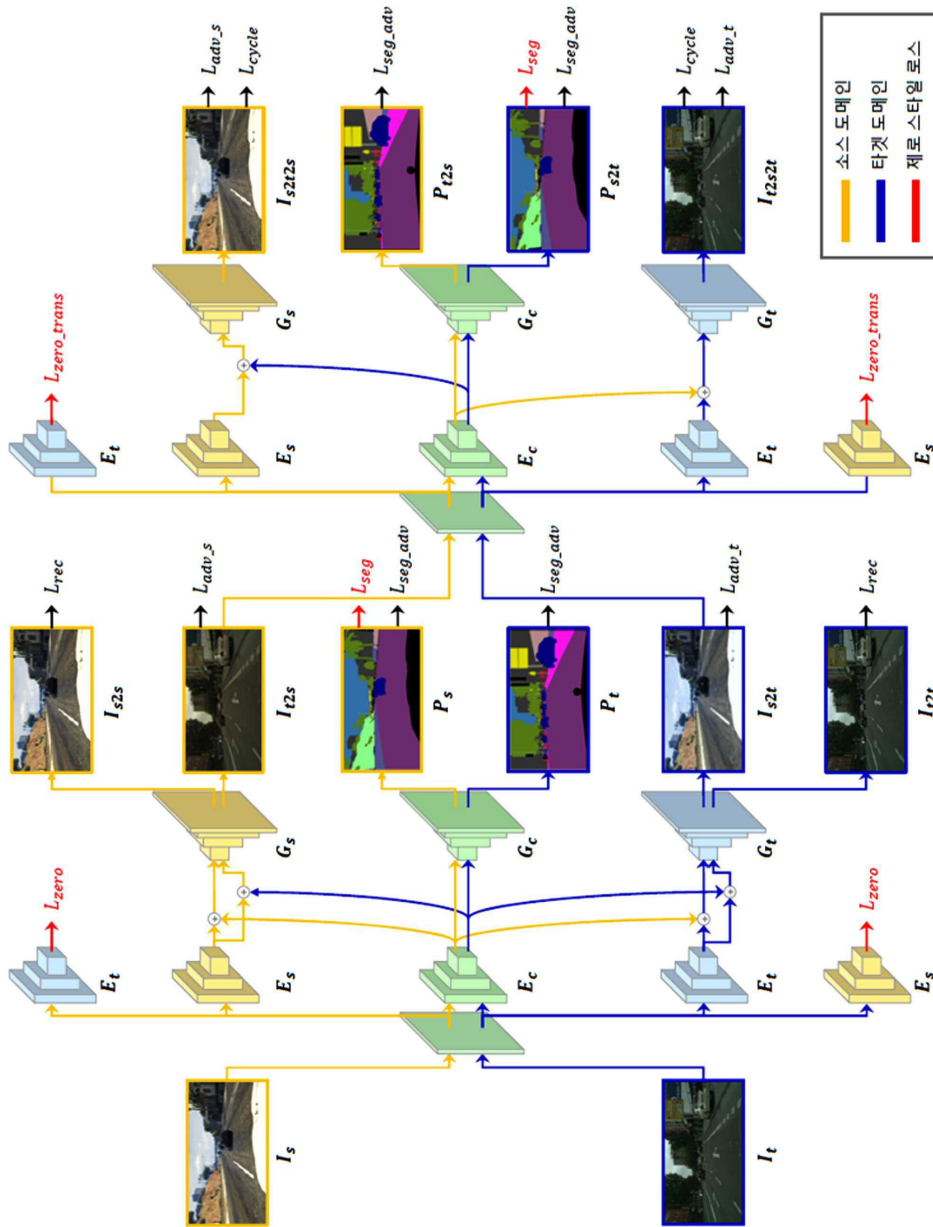 L_zero
L_rec
L_zero_trans
E_t
I_s2s
E_t
L_adv_s
L_adv_s
L_cycle
I_s
E_s
G_s
I_t2s
E_s
G_s
I_s2t2s
L_seg
L_seg_adv
L_seg_adv
P_s
P_t2s
L_seg
E_c
G_c
E_c
G_c
L_seg_adv
L_seg_adv
P_t
P_s2t
L_cycle
L_adv_t
L_adv_t
I_t
E_t
G_t
I_s2t
E_t
G_t
I_t2s2t
L_zero
L_rec
L_zero_trans
E_s
I_t2t
E_s
소스 도메인
타겟 도메인
제로 스타일 로스